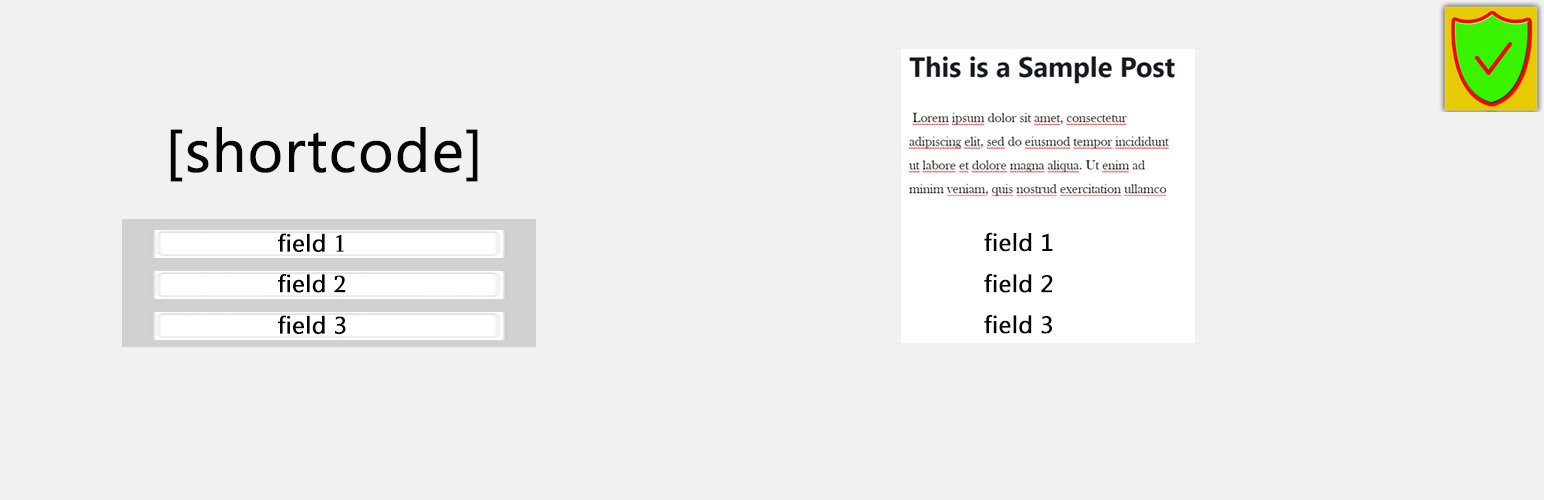 [shortcode]
field 1
field 2
field 3
This is a Sample Post
Lorem ipsum dolor sit amet, consectetur
adipiscing elit, sed do eiusmod tempor incididunt
ut labore et dolore magna aliqua. Ut enim ad
minim veniam, quis nostrud exercitation ullamco
field 1
field 2
field 3